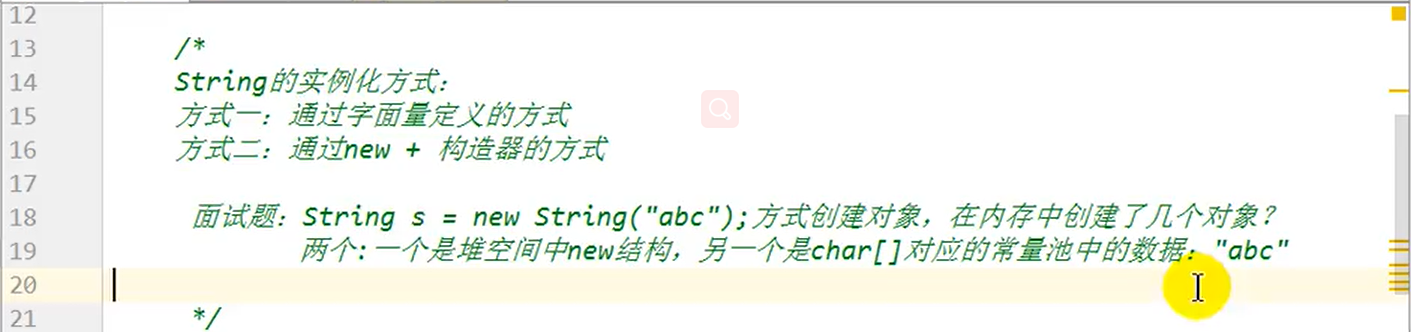 12
13 /*
14 String的实例化方式:
15 方式一: 通过字面量定义的方式
16 方式二: 通过new + 构造器的方式
17
18 面试题: String s = new String("abc");方式创建对象, 在内存中创建了几个对象?
19 两个:一个是堆空间中new结构, 另一个是char[]对应的常量池中的数据: "abc"
20
21 */